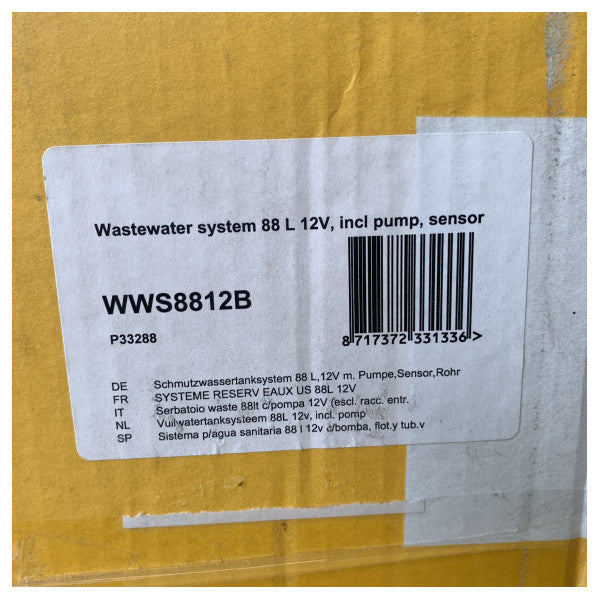 Wastewater system 88 L 12V, incl pump, sensor
WWS8812B
P33288
8 717372 331336 >
DE Schmutzwassertanksystem 88 L,12V m. Pumpe,Sensor,Rohr
FR SYSTEME RESERV EAUX US 88L 12V
IT Serbatoio waste 88lt c/pompa 12V (escl. racc. entr.
NL Vuilwatertanksysteem 88L 12v, incl. pomp
SP Sistema p/agua sanitaria 88 l 12v c/bomba, flot.y tub.v